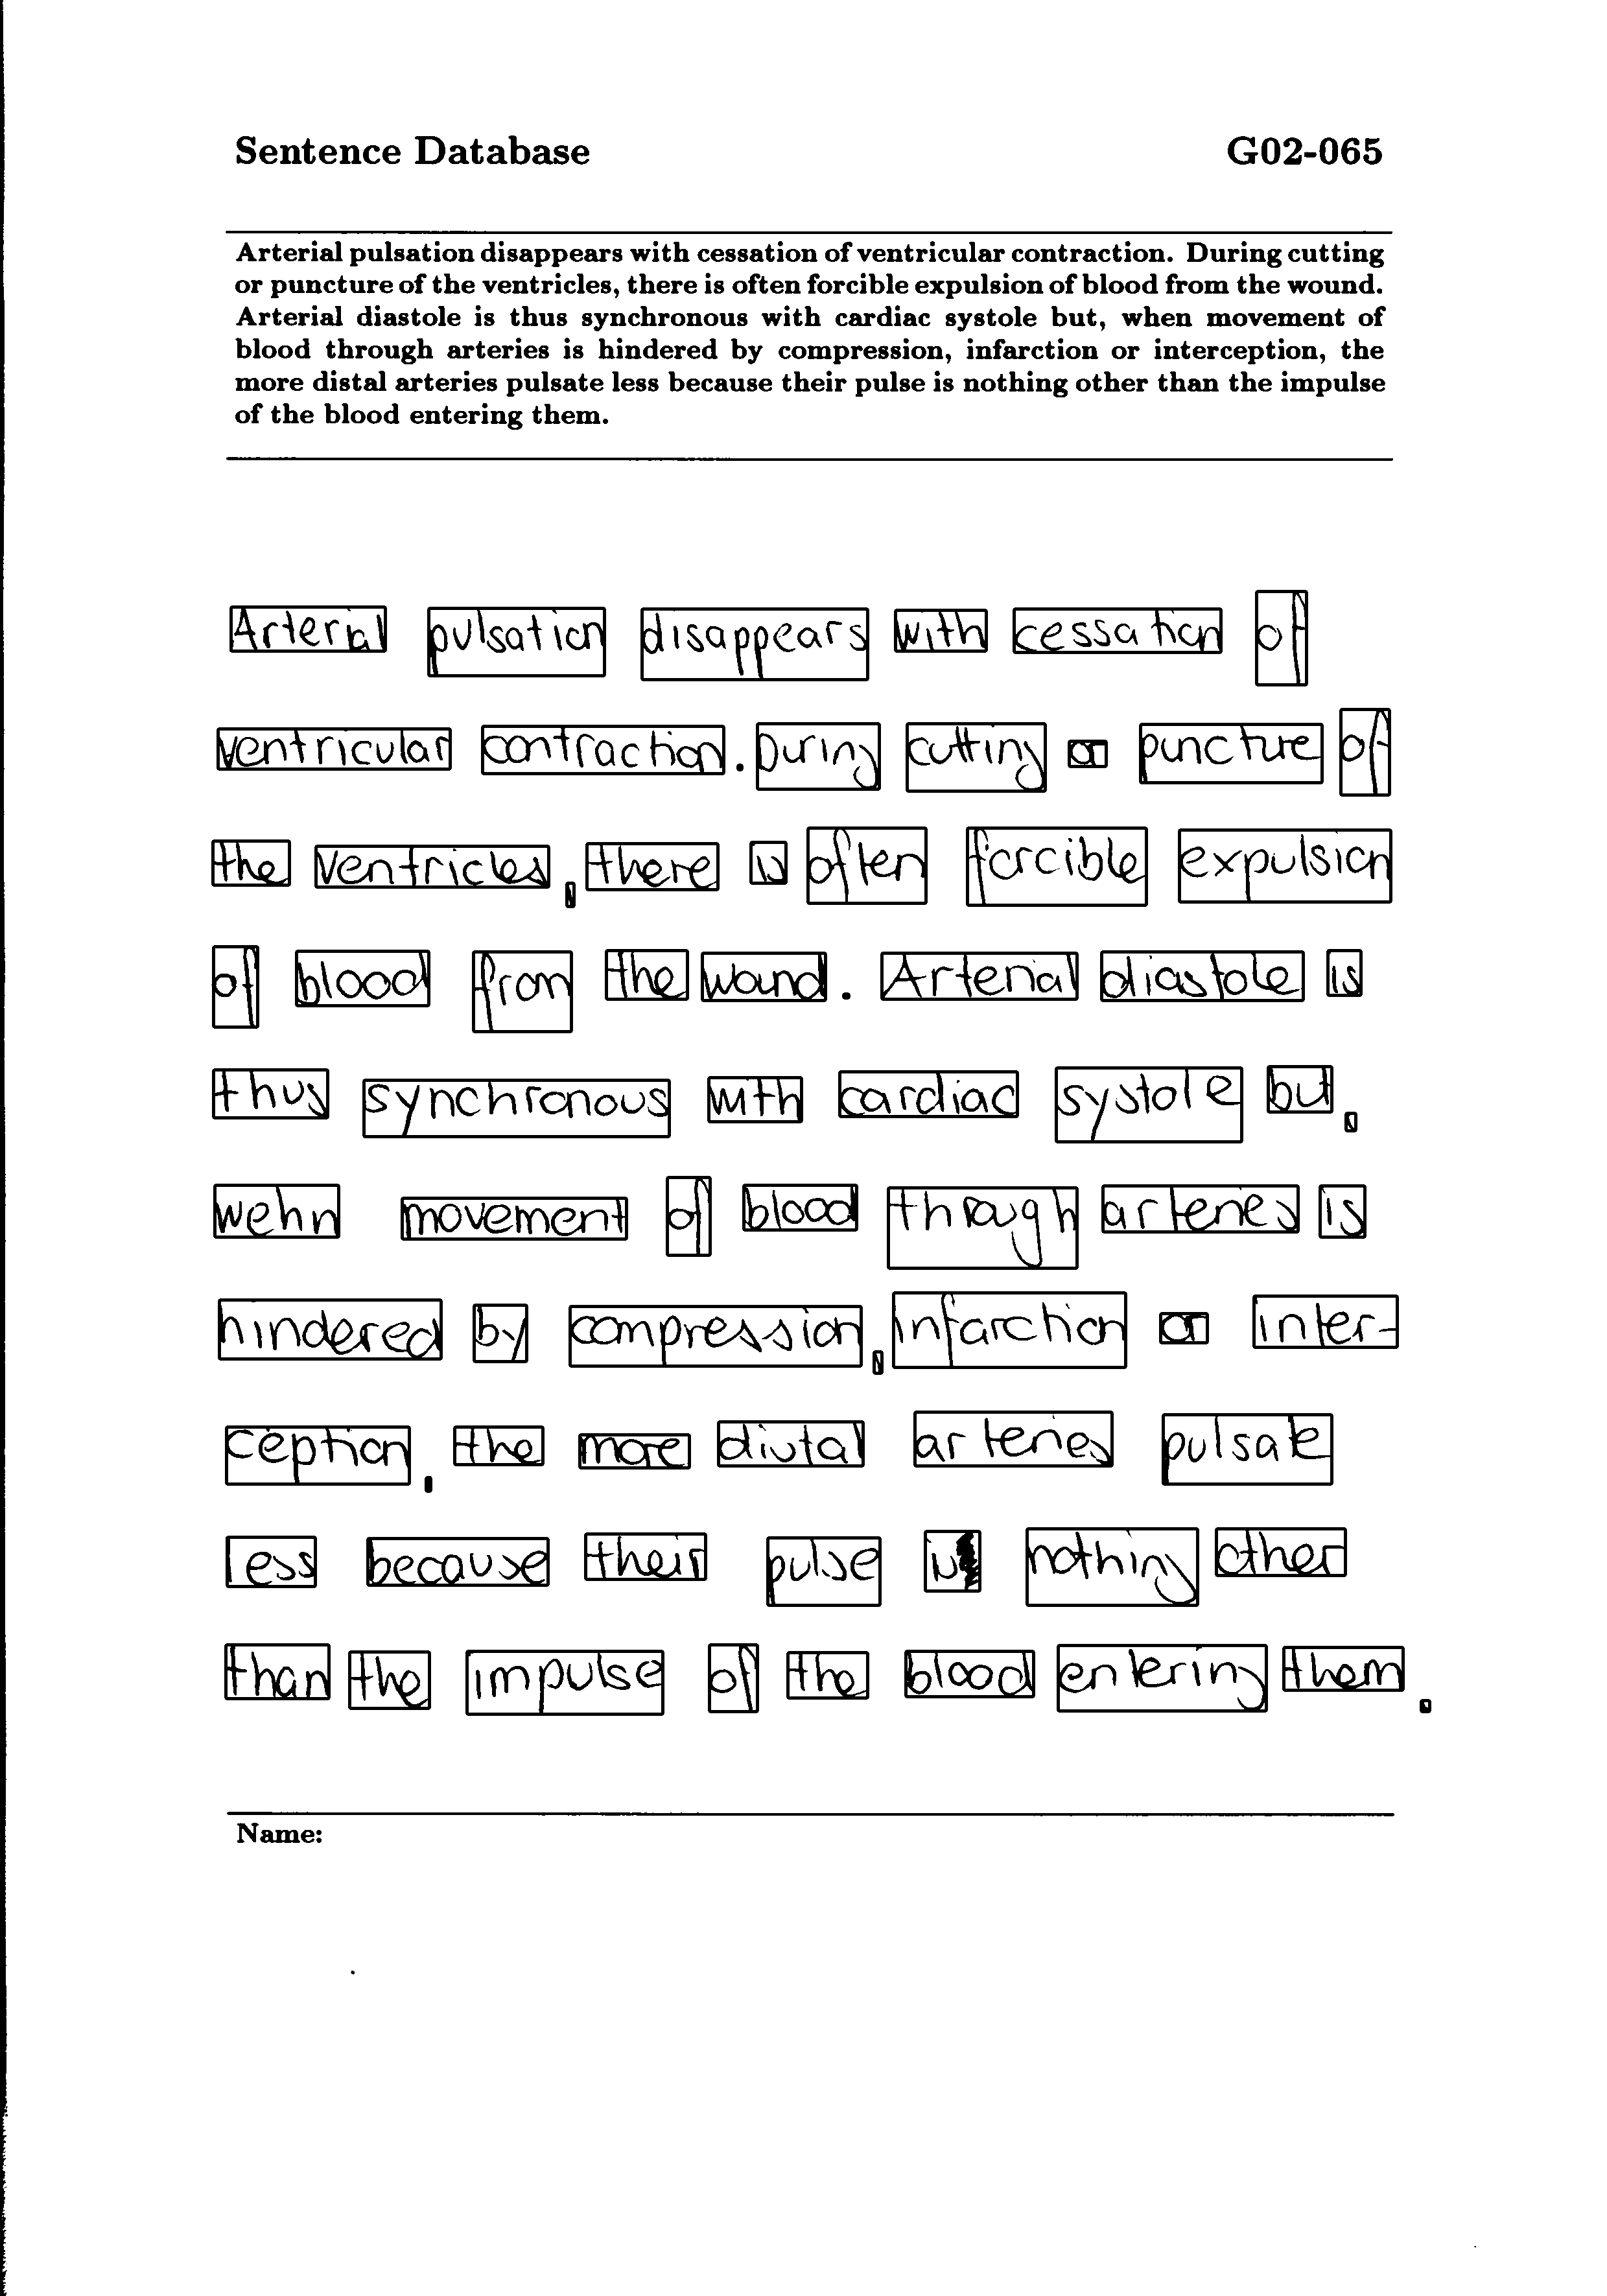 Sentence Database G02-065
Arterial pulsation disappears with cessation of ventricular contraction. During cutting
or puncture of the ventricles, there is often forcible expulsion of blood from the wound.
Arterial diastole is thus synchronous with cardiac systole but, when movement of
blood through arteries is hindered by compression, infarction or interception, the
more distal arteries pulsate less because their pulse is nothing other than the impulse
of the blood entering them.
Arterial pulsation disappears with cessation of
ventricular contraction. During cutting or puncture of
the ventricles, there is often forcible expulsion
of blood from the wound. Arterial diastole is
thus synchronous with cardiac systole but,
wehn movement of blood through arteries is
hindered by compression, infarction or inter-
ception, the more distal arteries pulsate
less because their pulse is nothing other
than the impulse of the blood entering them.
Name: